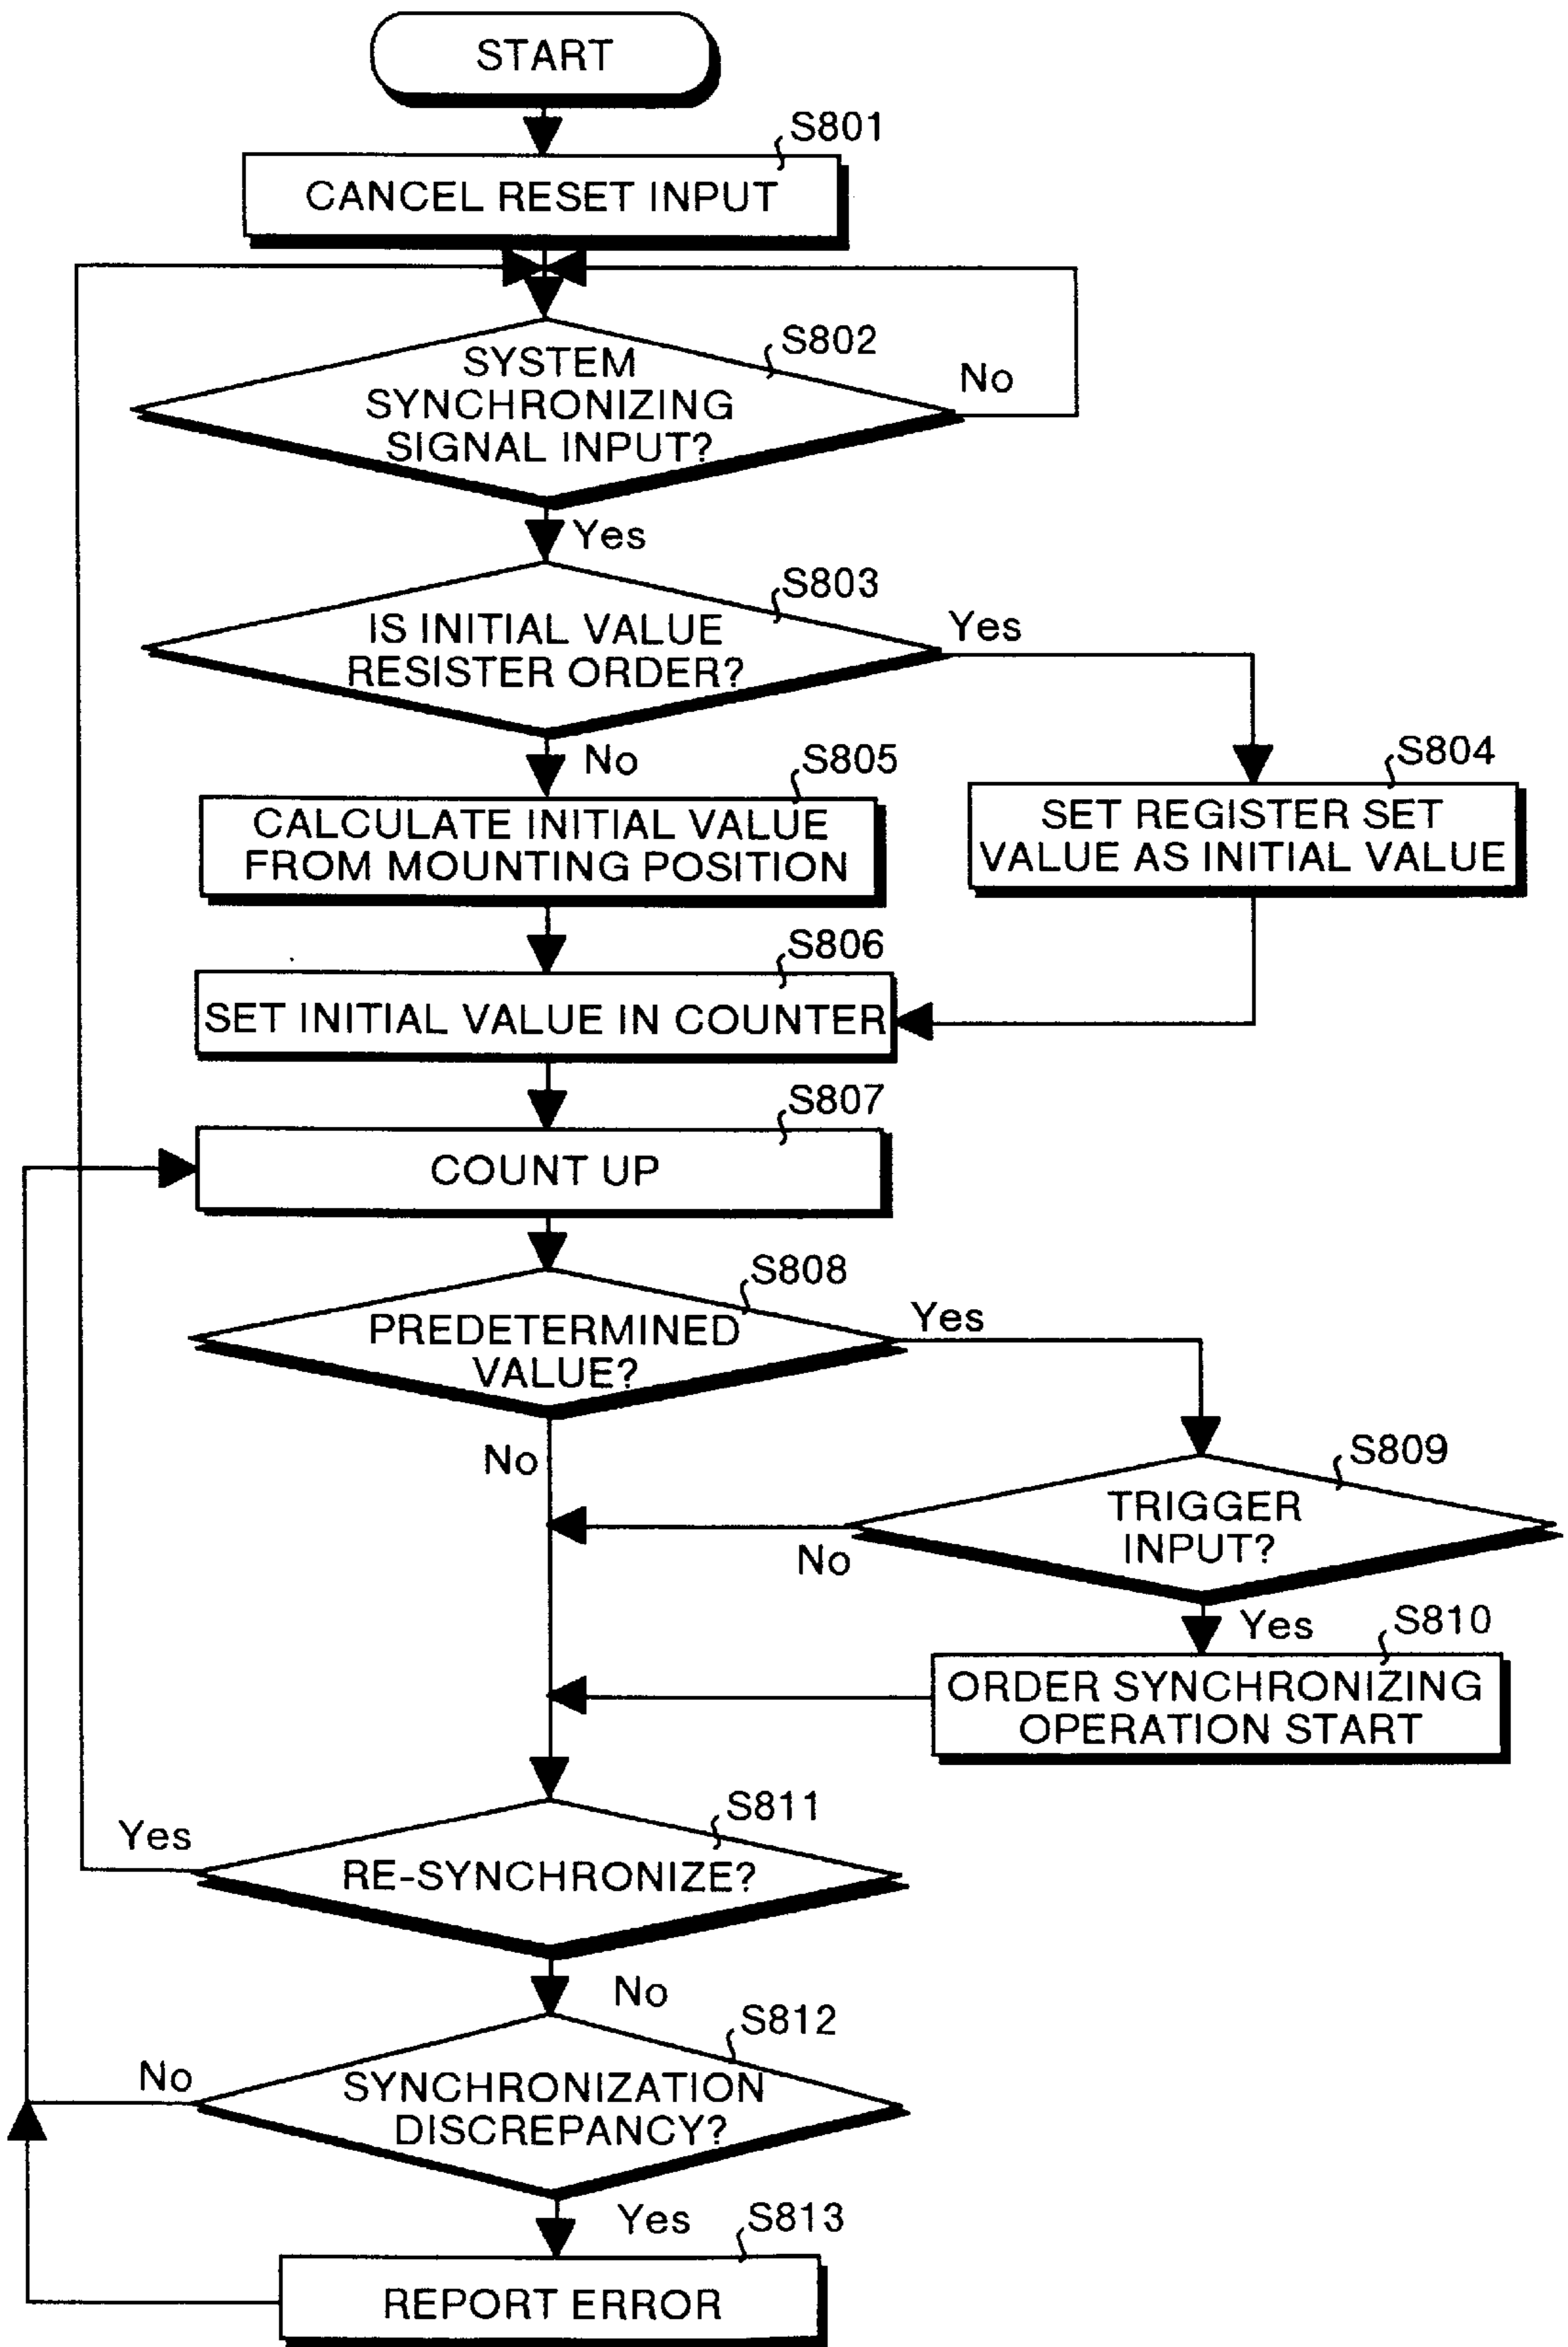 START
S801
CANCEL RESET INPUT
S802
SYSTEM
SYNCHRONIZING
SIGNAL INPUT?
No
Yes
S803
IS INITIAL VALUE
RESISTER ORDER?
Yes
No
S805
CALCULATE INITIAL VALUE
FROM MOUNTING POSITION
S804
SET REGISTER SET
VALUE AS INITIAL VALUE
S806
SET INITIAL VALUE IN COUNTER
S807
COUNT UP
S808
PREDETERMINED
VALUE?
Yes
No
S809
TRIGGER
INPUT?
No
Yes
S810
ORDER SYNCHRONIZING
OPERATION START
S811
RE-SYNCHRONIZE?
Yes
No
S812
SYNCHRONIZATION
DISCREPANCY?
No
Yes
S813
REPORT ERROR